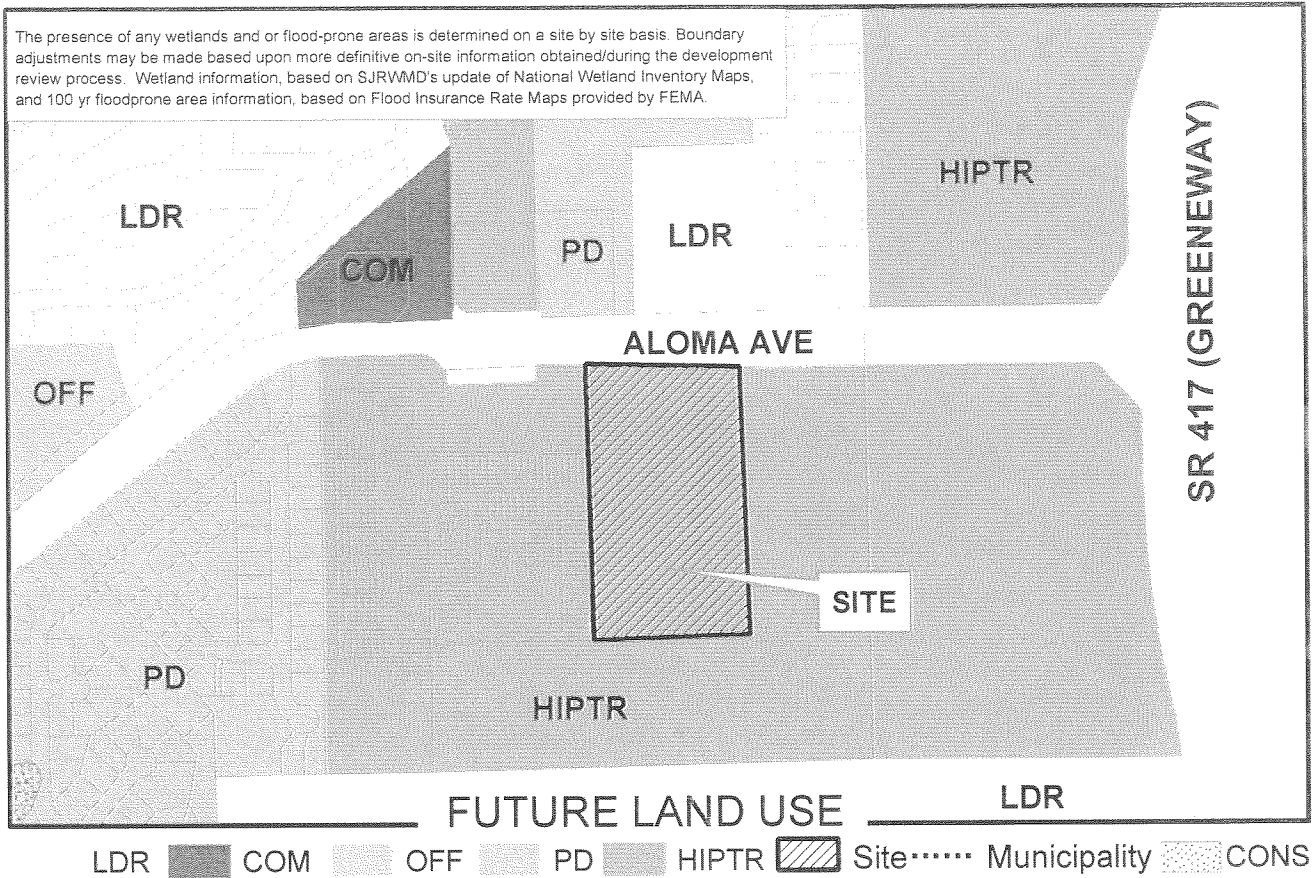 The presence of any wetlands and or flood-prone areas is determined on a site by site basis. Boundary
adjustments may be made based upon more definitive on-site information obtained/during the development
review process. Wetland information, based on SJRWMD's update of National Wetland Inventory Maps,
and 100 yr floodprone area information, based on Flood Insurance Rate Maps provided by FEMA.
SR 417 (GREENEWAY)
HIPTR
LDR
COM
PD
LDR
ALOMA AVE
OFF
SITE
PD
HIPTR
LDR
FUTURE LAND USE
LDR COM OFF PD HIPTR Site Municipality CONS